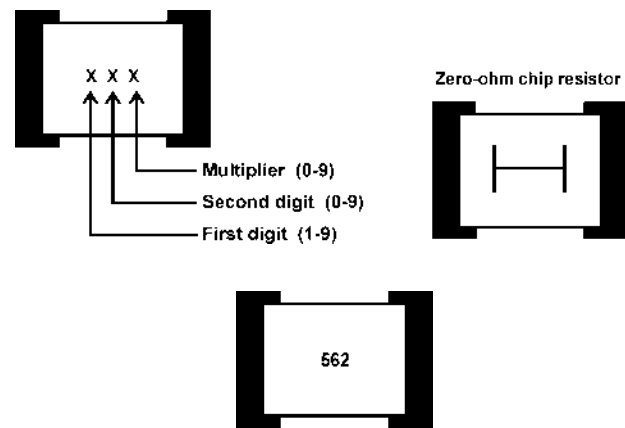 X X X
Zero-ohm chip resistor
Multiplier (0-9)
Second digit (0-9)
First digit (1-9)
562